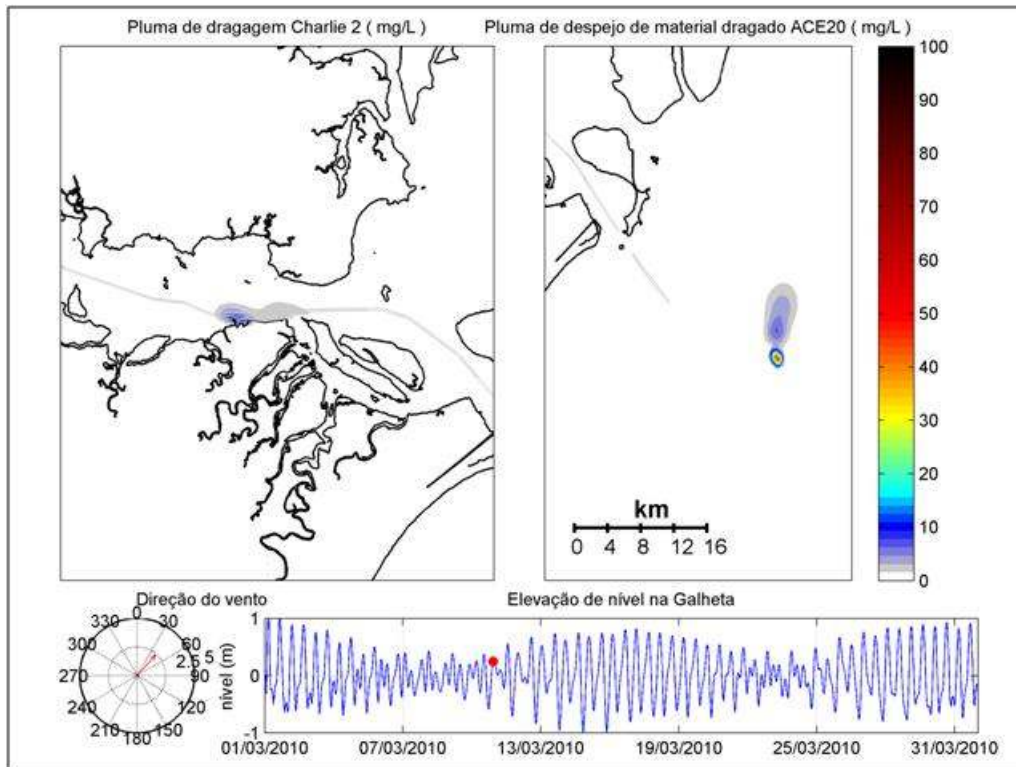 Pluma de dragagem Charlie 2 ( mg/L )
Pluma de despejo de material dragado ACE20 ( mg/L )
100
90
80
70
60
50
40
30
20
10
0
km
0 4 8 12 16
Direção do vento
0
330 30
300 60
2.5 5
270 90
240 120
210 150
180
Elevação de nível na Galheta
nível (m)
1
0
-1
01/03/2010 07/03/2010 13/03/2010 19/03/2010 25/03/2010 31/03/2010